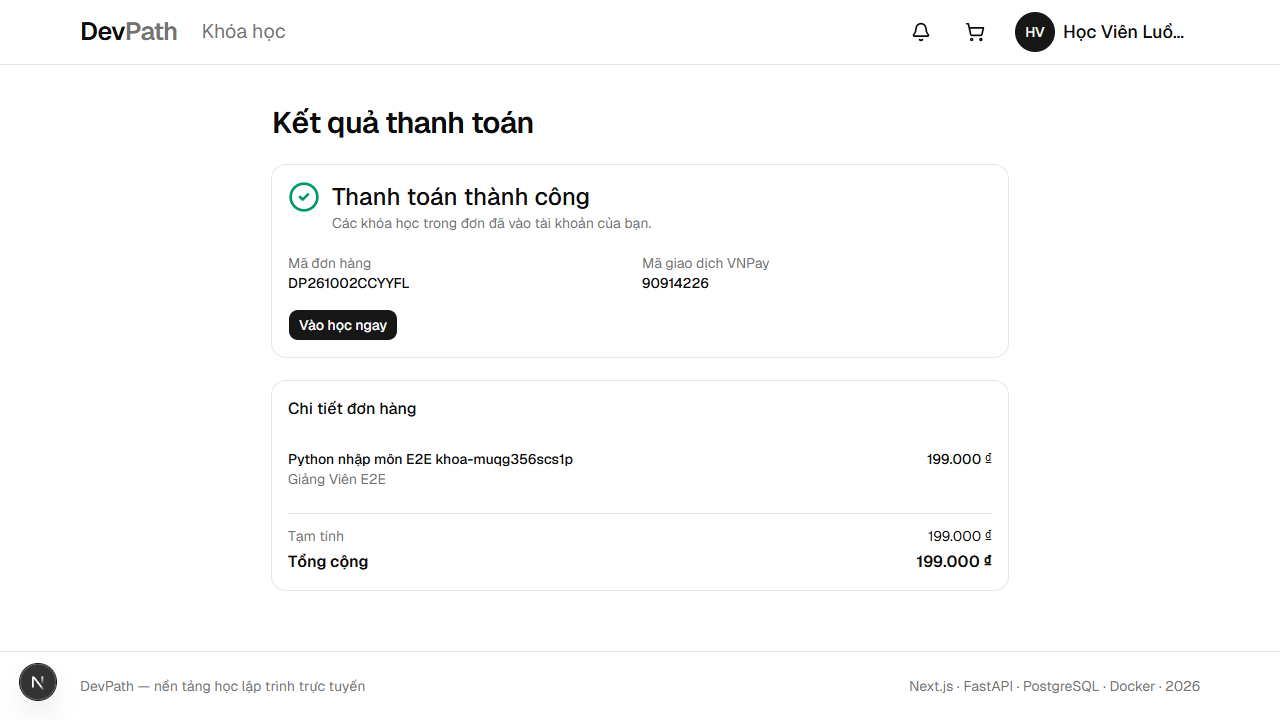 DevPath Khóa học HV Học Viên Luồ...
Kết quả thanh toán
Thanh toán thành công
Các khóa học trong đơn đã vào tài khoản của bạn.
Mã đơn hàng Mã giao dịch VNPay
DP261002CCYYFL 90914226
Vào học ngay
Chi tiết đơn hàng
Python nhập môn E2E khoa-muqg356scs1p 199.000 ₫
Giảng Viên E2E
Tạm tính 199.000 ₫
Tổng cộng 199.000 ₫
N DevPath — nền tảng học lập trình trực tuyến Next.js · FastAPI · PostgreSQL · Docker · 2026